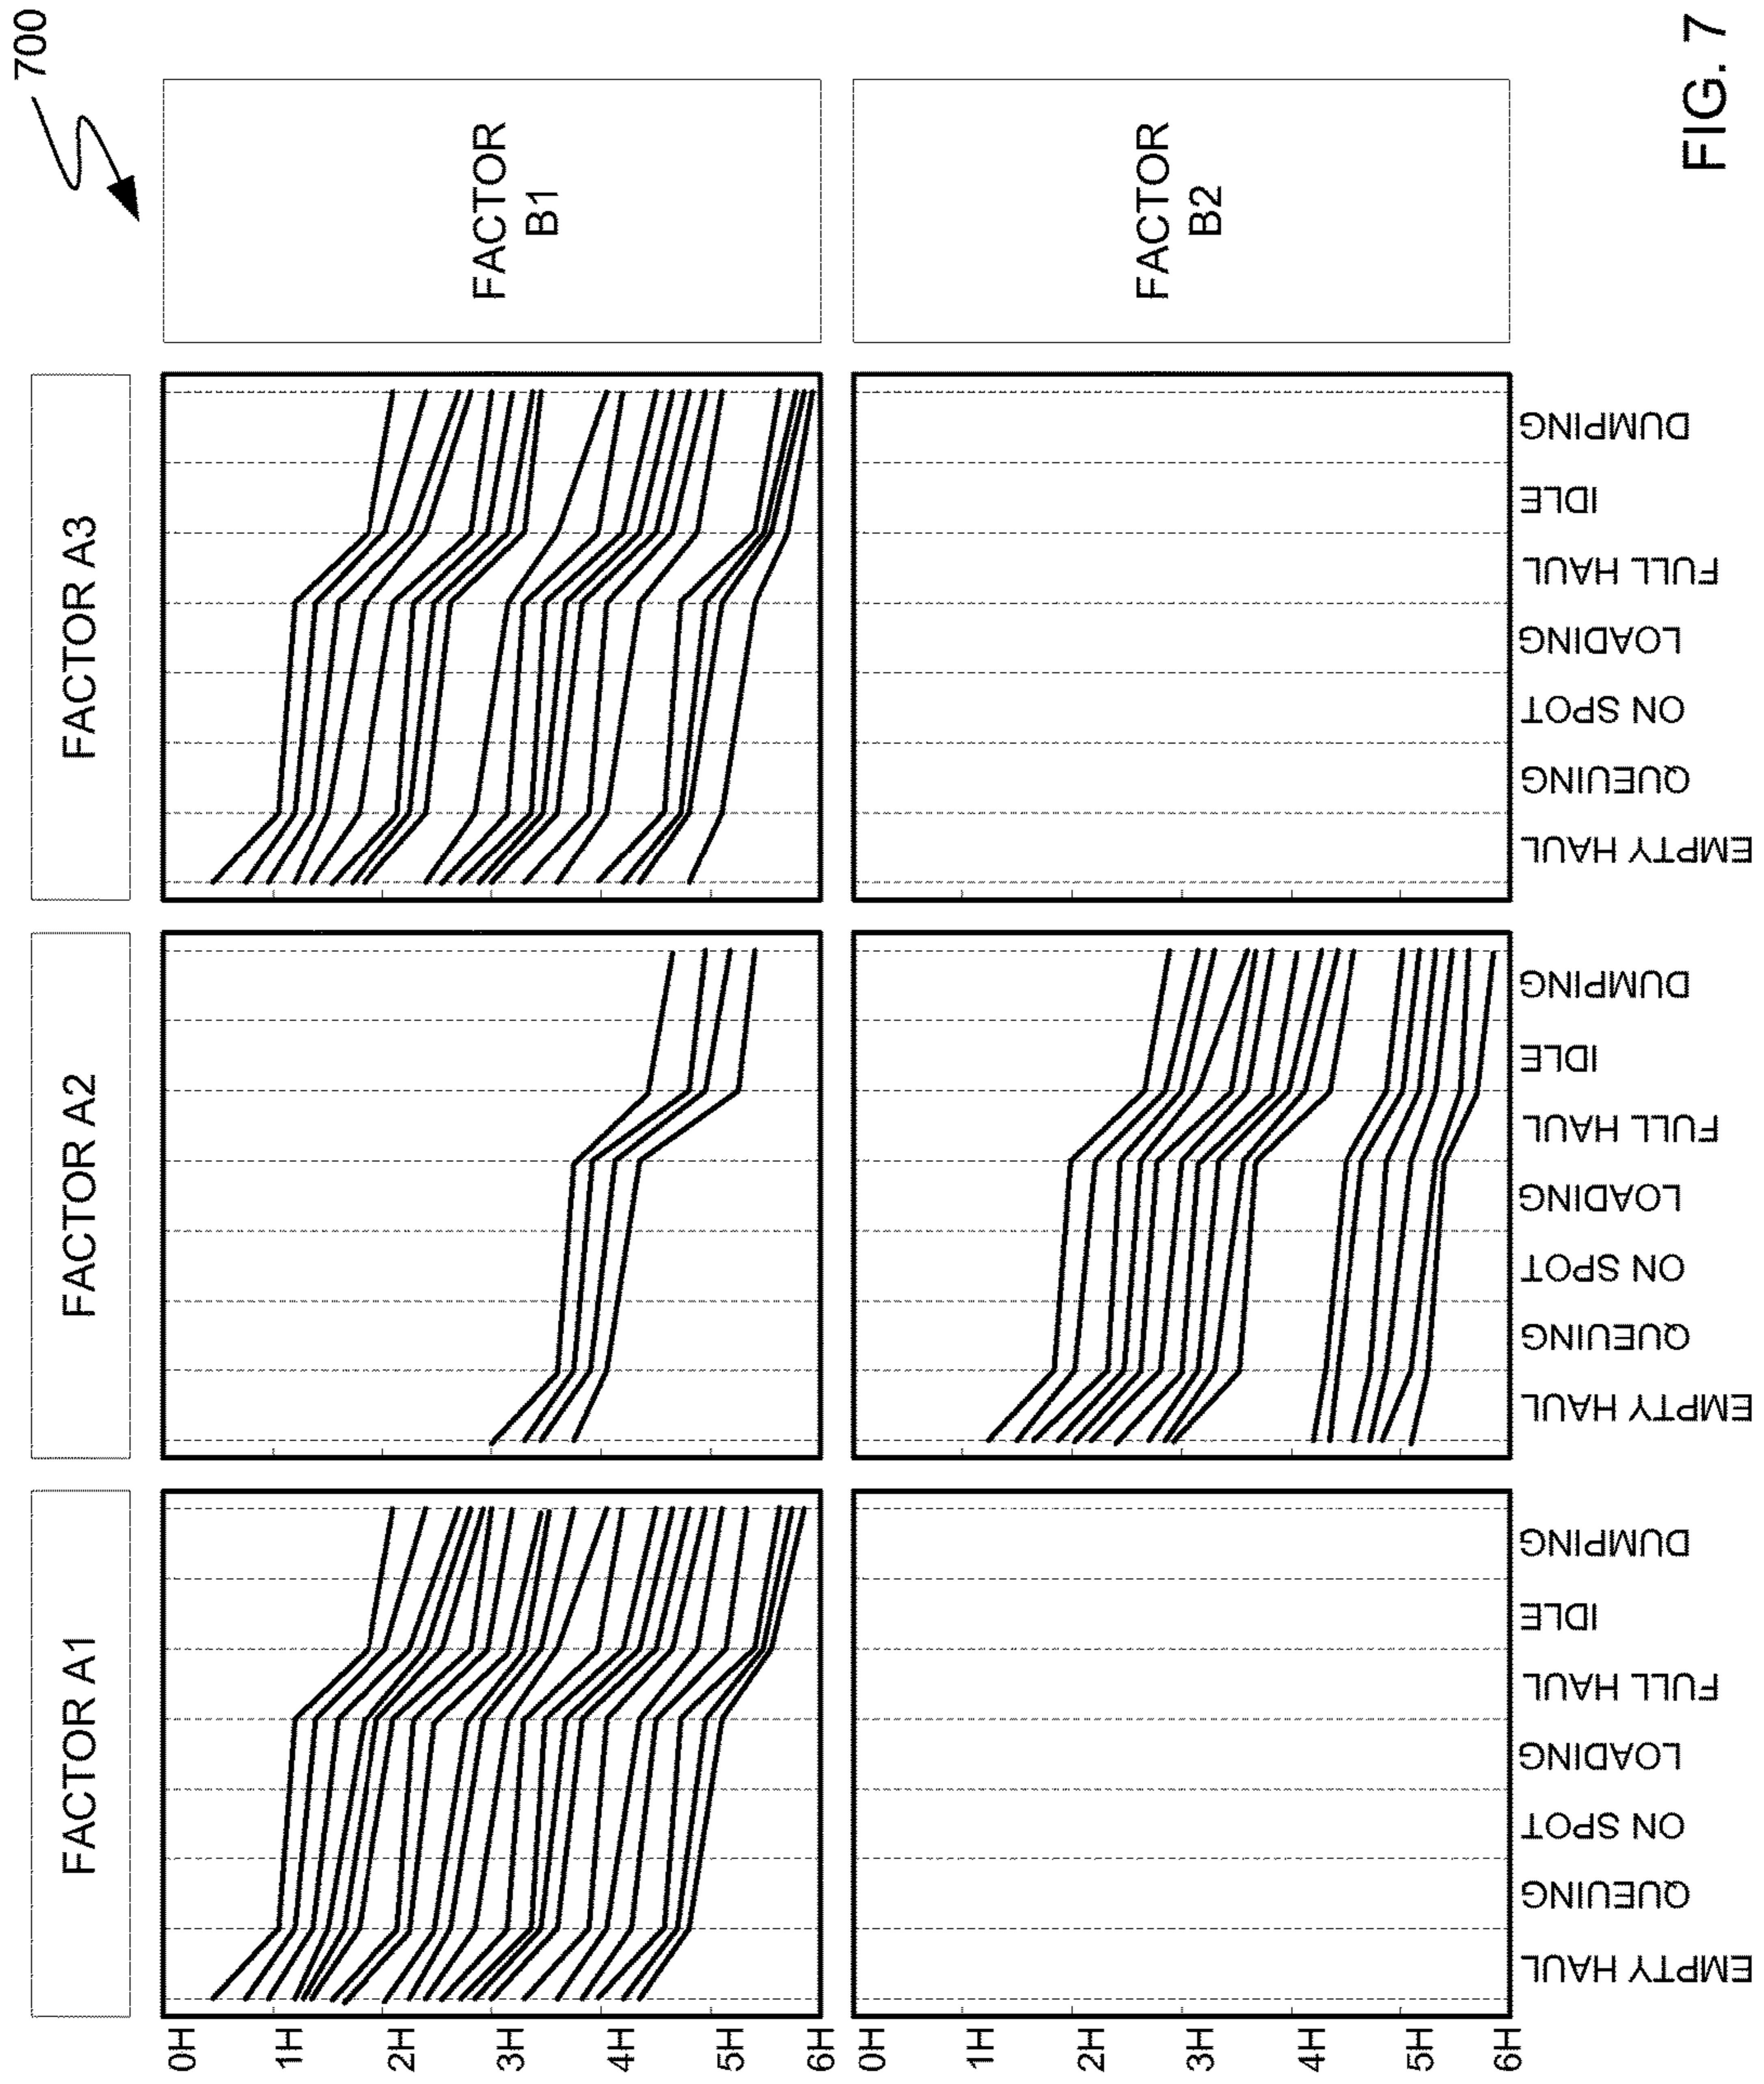 700
FACTOR A1
FACTOR A2
FACTOR A3
0H
1H
2H
3H
4H
5H
6H
FACTOR
B1
0H
1H
2H
3H
4H
5H
6H
FACTOR
B2
EMPTY HAUL
QUEUING
ON SPOT
LOADING
FULL HAUL
IDLE
DUMPING
EMPTY HAUL
QUEUING
ON SPOT
LOADING
FULL HAUL
IDLE
DUMPING
EMPTY HAUL
QUEUING
ON SPOT
LOADING
FULL HAUL
IDLE
DUMPING
FIG. 7